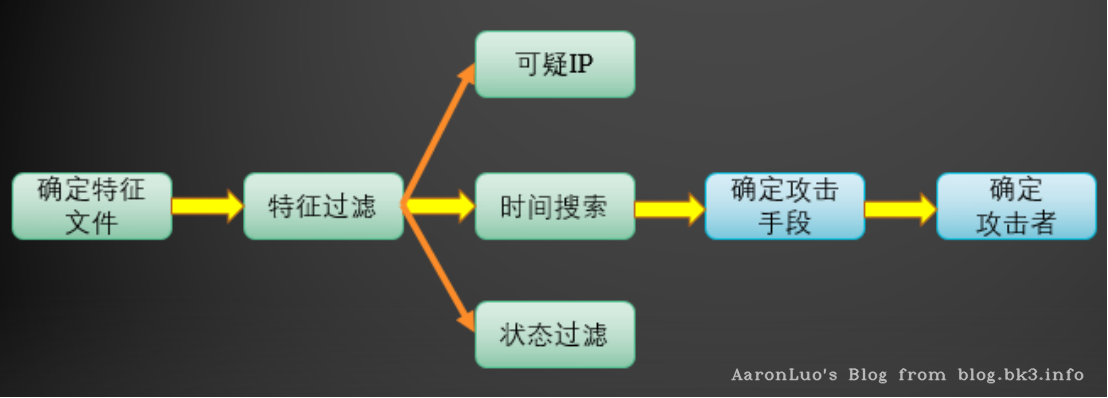 可疑IP
确定特征
文件
特征过滤
时间搜索
确定攻击
手段
确定
攻击者
状态过滤
AaronLuo's Blog from blog.bk3.info